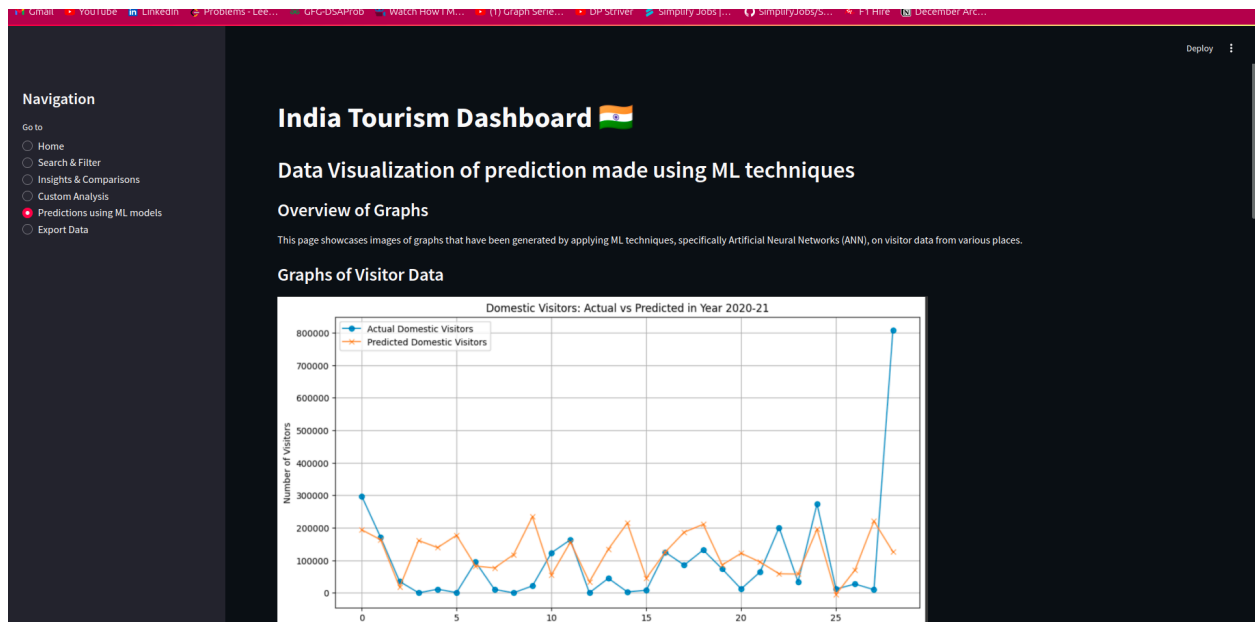 Gmail YouTube LinkedIn Problems - Lee... GFG-DSAProb Watch How I M... (1) Graph Serie... DP Striver Simplify Jobs |... SimplifyJobs/S... F1 Hire December Arc...
Deploy
Navigation
Go to
Home
Search & Filter
Insights & Comparisons
Custom Analysis
Predictions using ML models
Export Data
India Tourism Dashboard 🇮🇳
Data Visualization of prediction made using ML techniques
Overview of Graphs
This page showcases images of graphs that have been generated by applying ML techniques, specifically Artificial Neural Networks (ANN), on visitor data from various places.
Graphs of Visitor Data
Domestic Visitors: Actual vs Predicted in Year 2020-21
Actual Domestic Visitors
Predicted Domestic Visitors
Number of Visitors
800000
700000
600000
500000
400000
300000
200000
100000
0
0 5 10 15 20 25